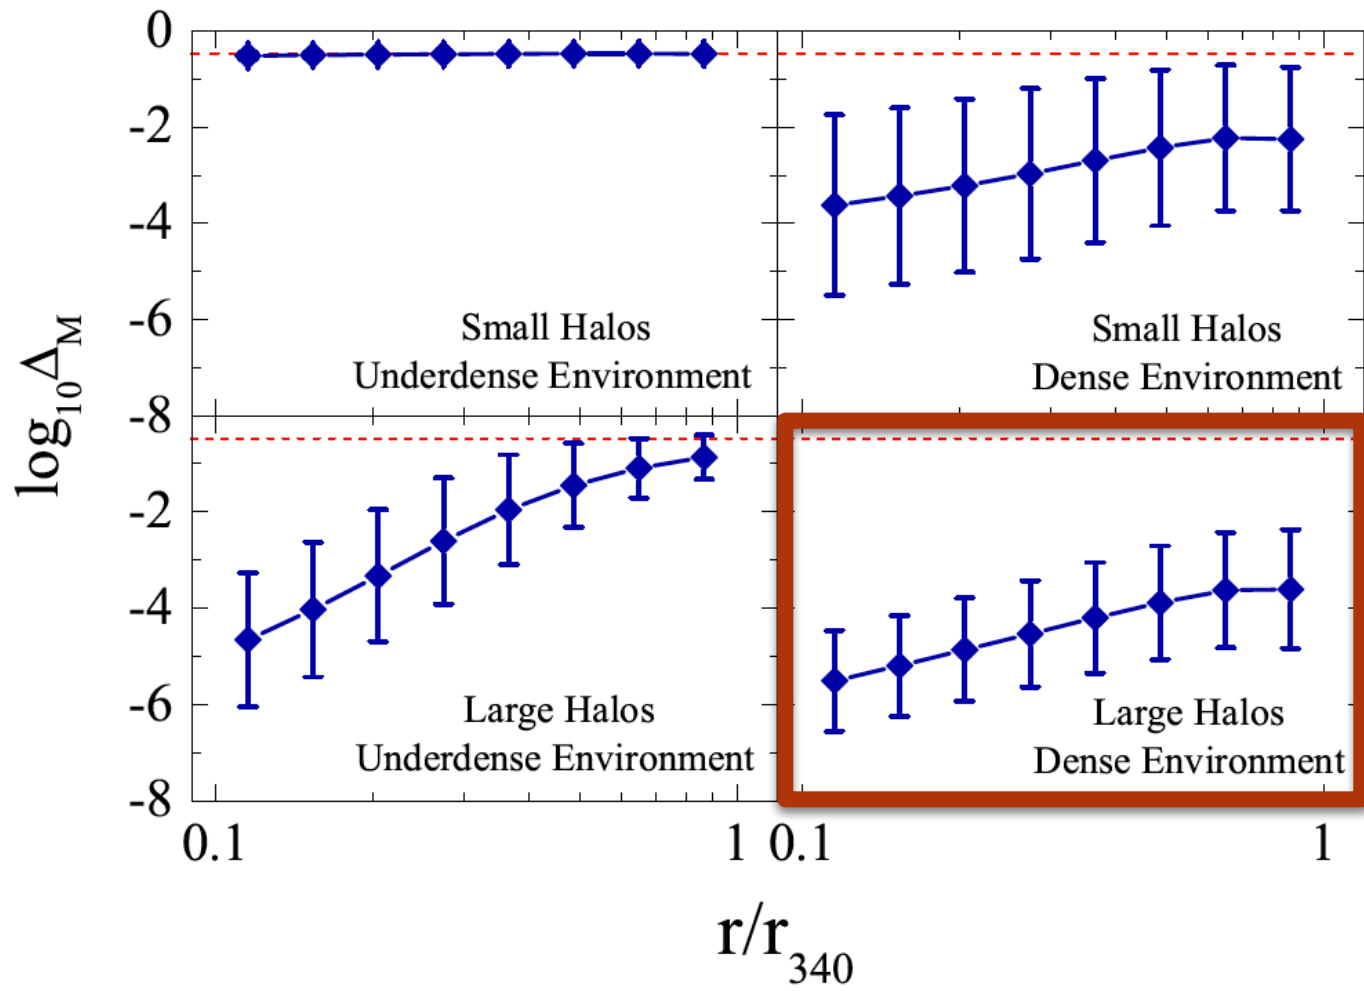 0
-2
-4
-6
-8
Small Halos
Underdense Environment
Small Halos
Dense Environment
log₁₀Δ_M
-2
-4
-6
-8
Large Halos
Underdense Environment
Large Halos
Dense Environment
0.1
1
0.1
1
r/r₃₄₀